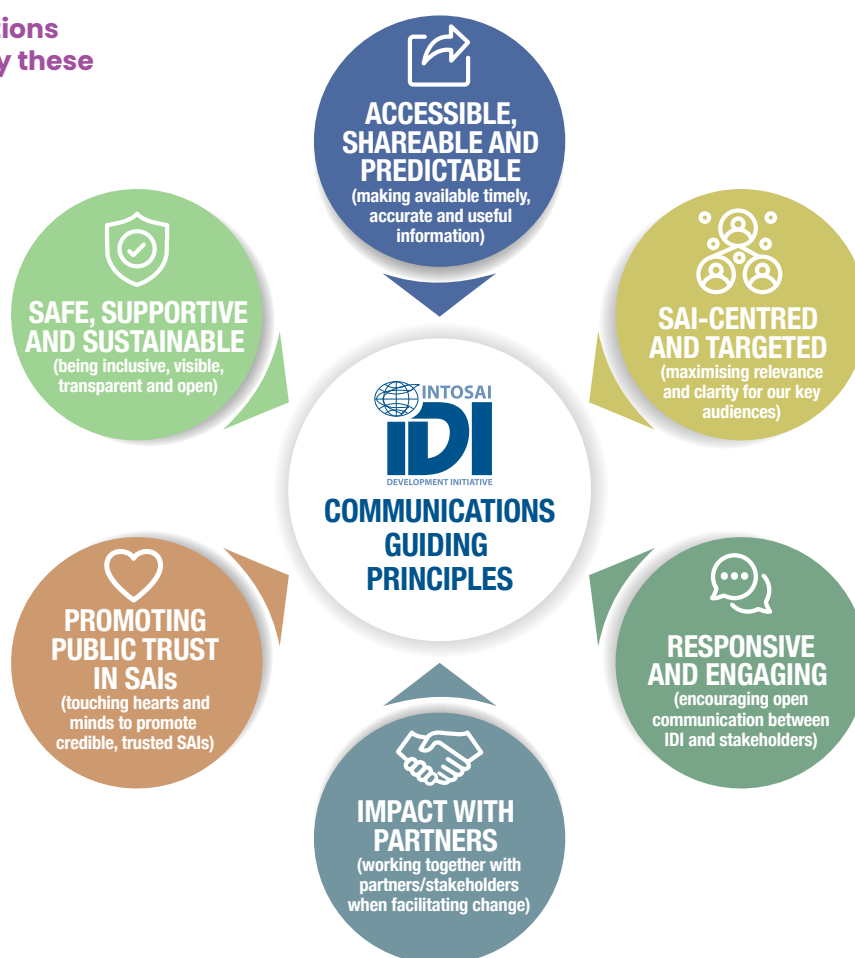 tions
y these
ACCESSIBLE,
SHAREABLE AND
PREDICTABLE
(making available timely,
accurate and useful
information)
SAFE, SUPPORTIVE
AND SUSTAINABLE
(being inclusive, visible,
transparent and open)
SAI-CENTRED
AND TARGETED
(maximising relevance
and clarity for our key
audiences)
INTOSAI
iDI
DEVELOPMENT INITIATIVE
COMMUNICATIONS
GUIDING
PRINCIPLES
PROMOTING
PUBLIC TRUST
IN SAIs
(touching hearts and
minds to promote
credible, trusted SAIs)
RESPONSIVE
AND ENGAGING
(encouraging open
communication between
IDI and stakeholders)
IMPACT WITH
PARTNERS
(working together with
partners/stakeholders
when facilitating change)